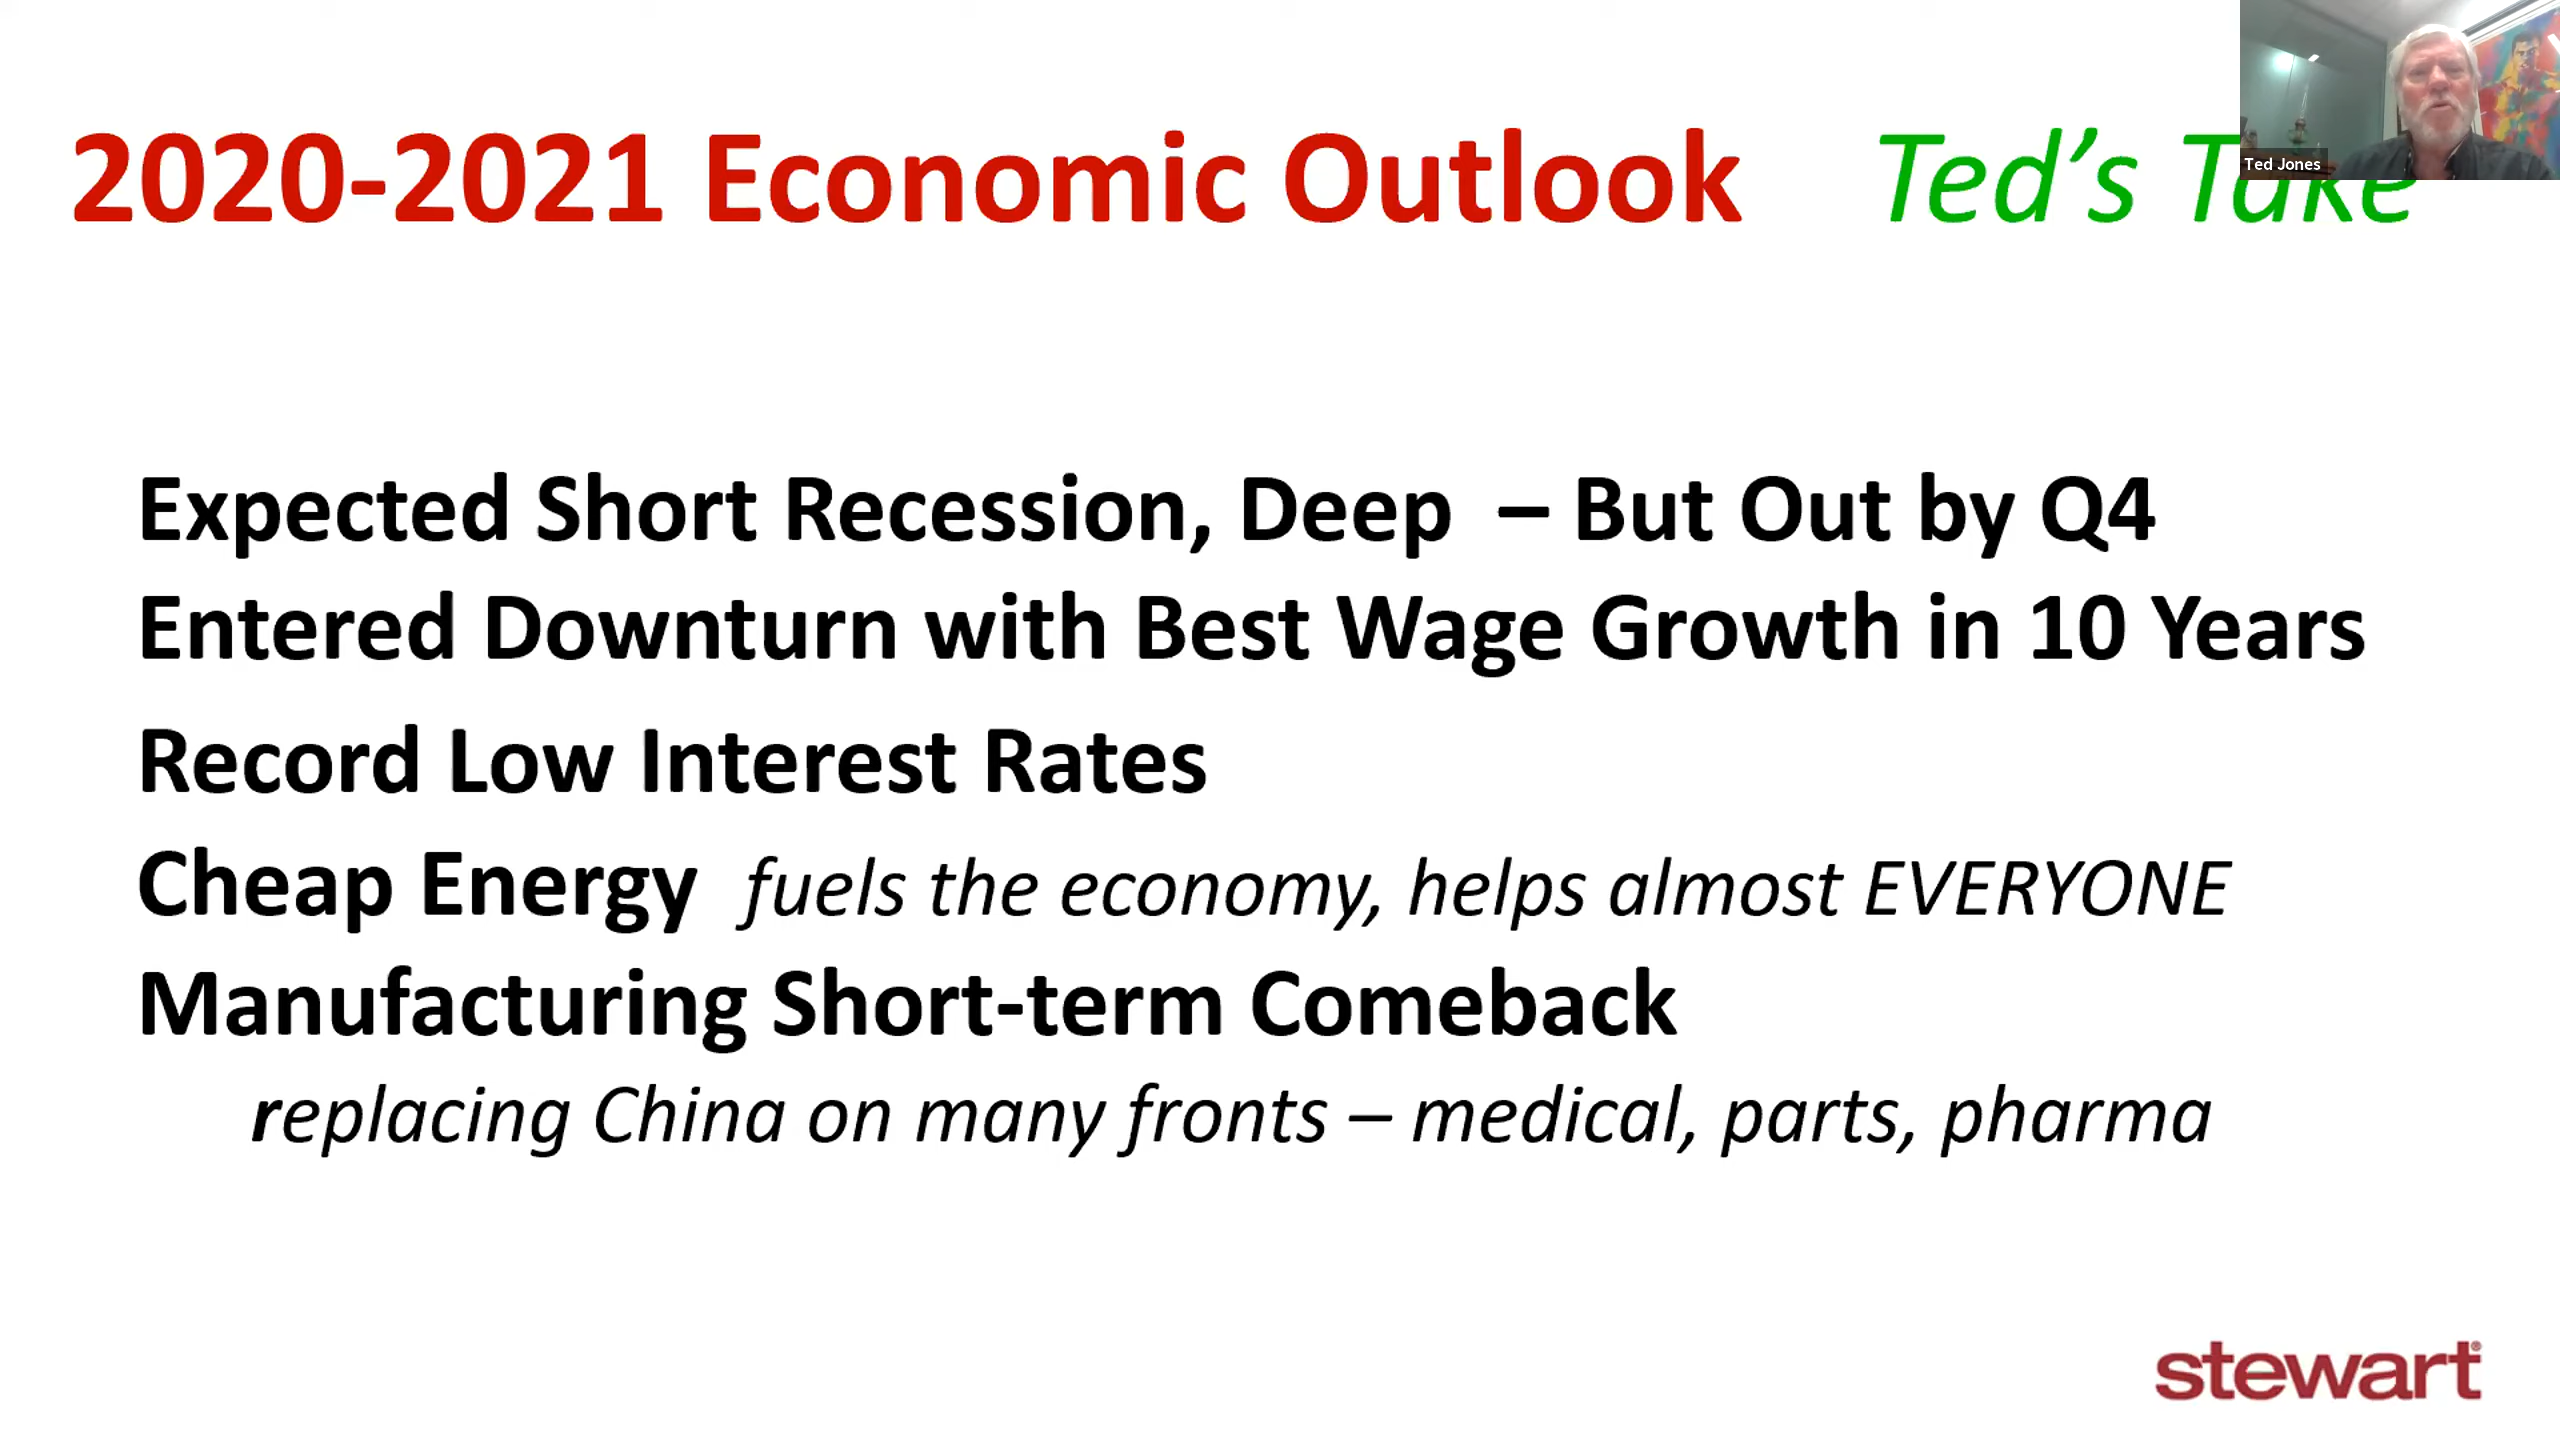 2020-2021 Economic Outlook Ted's Take
Ted Jones
Expected Short Recession, Deep – But Out by Q4
Entered Downturn with Best Wage Growth in 10 Years
Record Low Interest Rates
Cheap Energy fuels the economy, helps almost EVERYONE
Manufacturing Short-term Comeback
replacing China on many fronts – medical, parts, pharma
stewart®